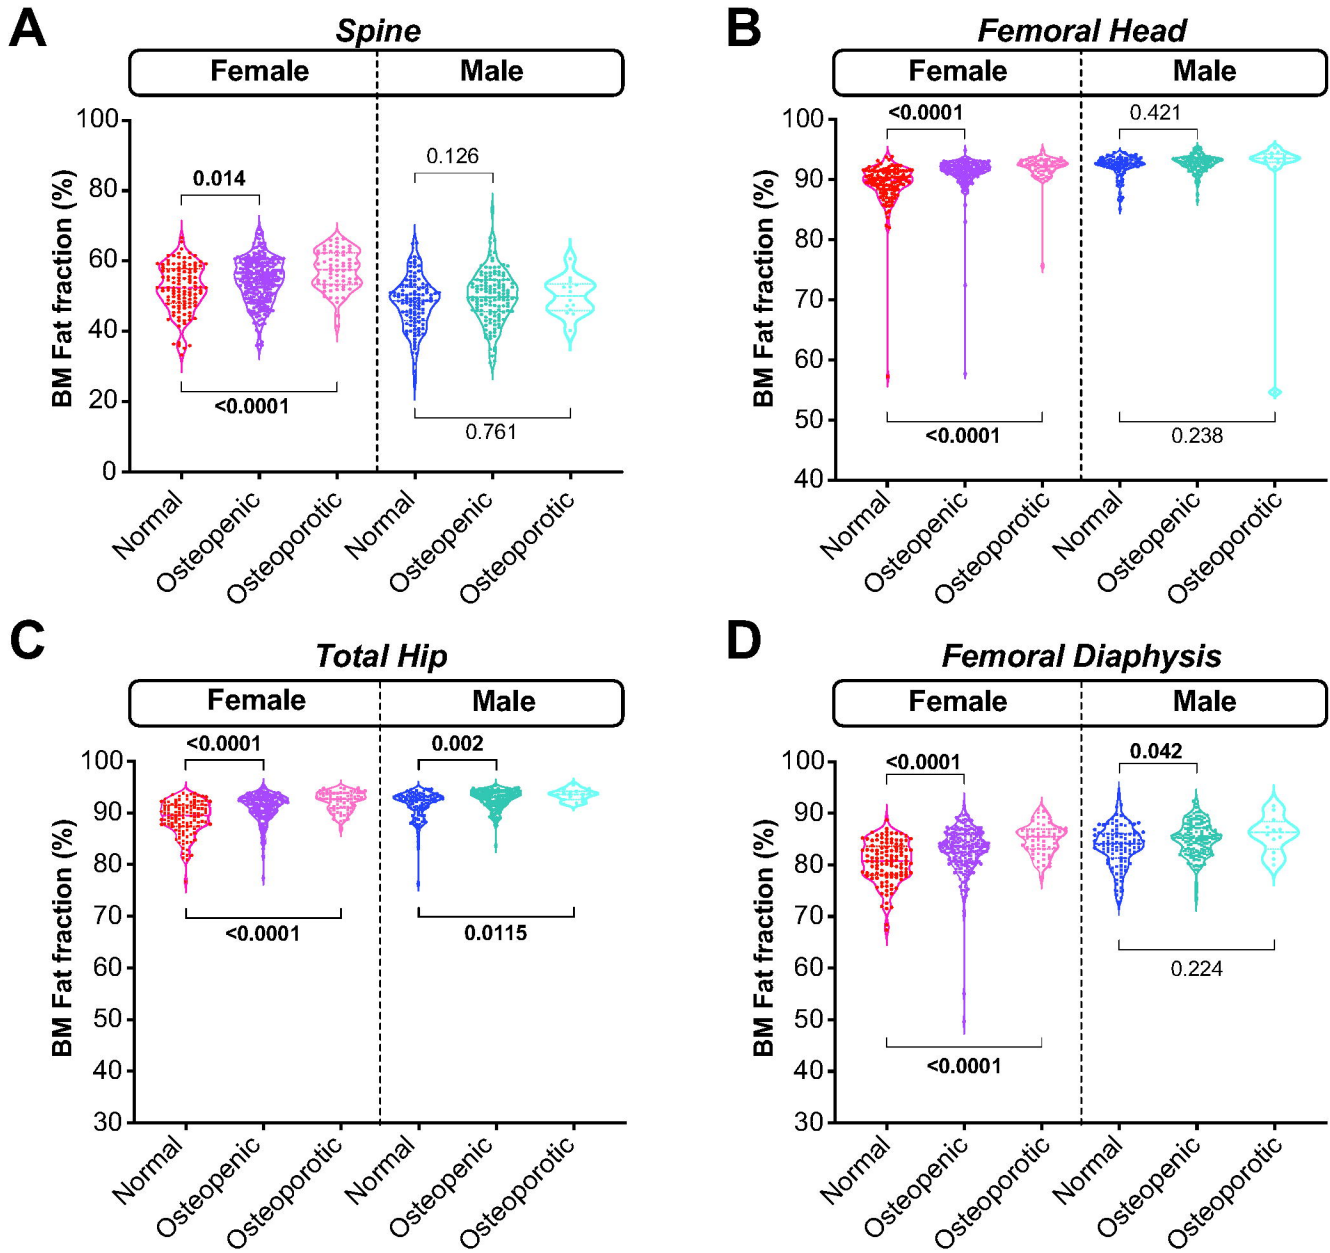 A
Spine
Female Male
BM Fat fraction (%)
100
80
60
40
20
0
0.014
0.126
<0.0001
0.761
Normal
Osteopenic
Osteoporotic
Normal
Osteopenic
Osteoporotic
B
Femoral Head
Female Male
BM Fat fraction (%)
100
90
80
70
60
50
40
<0.0001
0.421
<0.0001
0.238
Normal
Osteopenic
Osteoporotic
Normal
Osteopenic
Osteoporotic
C
Total Hip
Female Male
BM Fat fraction (%)
100
90
80
70
60
50
40
30
<0.0001
0.002
<0.0001
0.0115
Normal
Osteopenic
Osteoporotic
Normal
Osteopenic
Osteoporotic
D
Femoral Diaphysis
Female Male
BM Fat fraction (%)
100
90
80
70
60
50
40
30
<0.0001
0.042
<0.0001
0.224
Normal
Osteopenic
Osteoporotic
Normal
Osteopenic
Osteoporotic